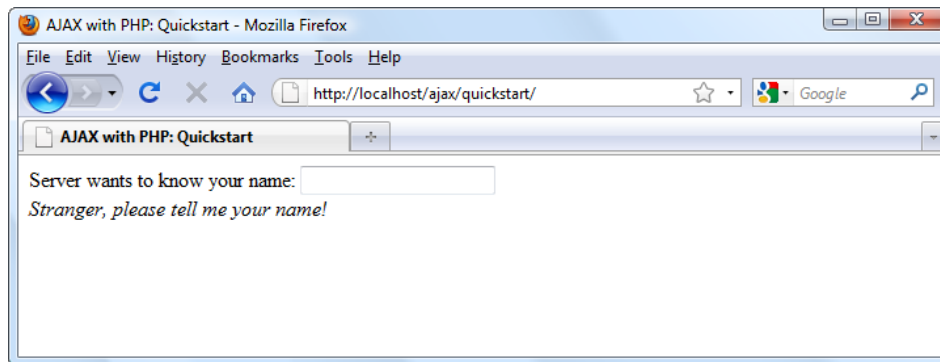 AJAX with PHP: Quickstart - Mozilla Firefox
File Edit View History Bookmarks Tools Help
http://localhost/ajax/quickstart/ Google
AJAX with PHP: Quickstart
Server wants to know your name:
Stranger, please tell me your name!